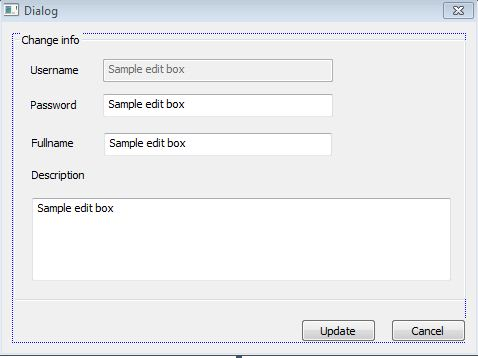 Dialog
Change info
Username Sample edit box
Password Sample edit box
Fullname Sample edit box
Description
Sample edit box
Update Cancel